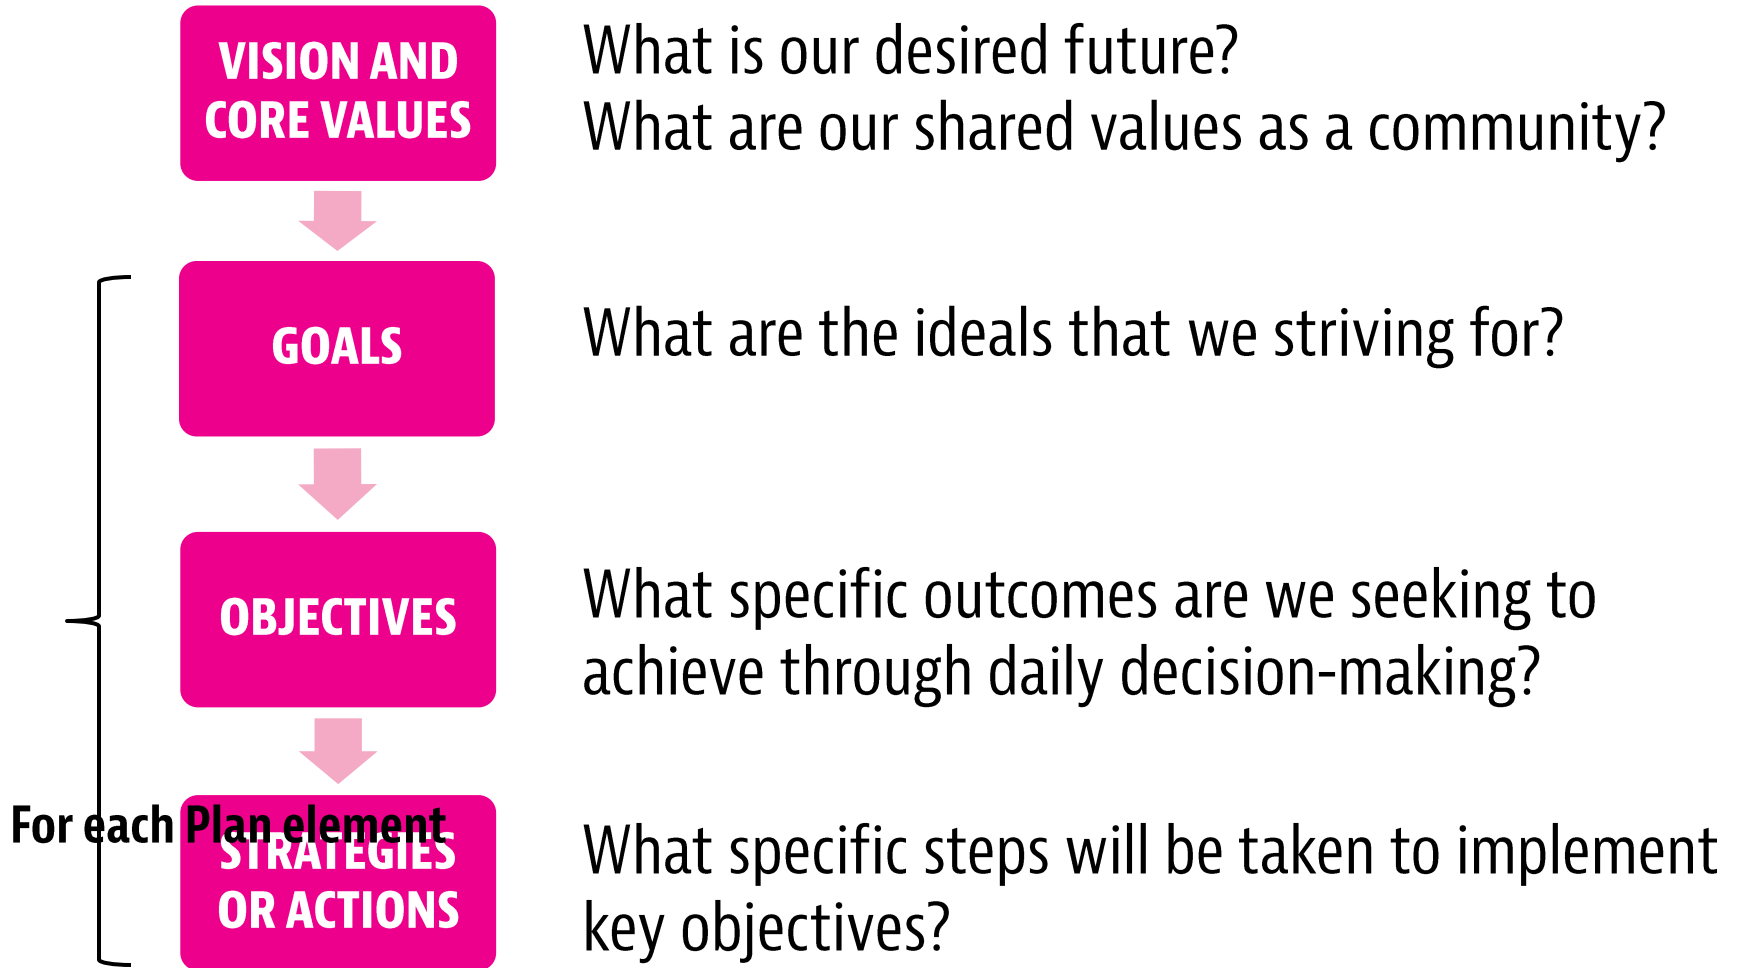 VISION AND
CORE VALUES
What is our desired future?
What are our shared values as a community?
GOALS
What are the ideals that we striving for?
OBJECTIVES
What specific outcomes are we seeking to
achieve through daily decision-making?
For each Plan element
STRATEGIES
OR ACTIONS
What specific steps will be taken to implement
key objectives?